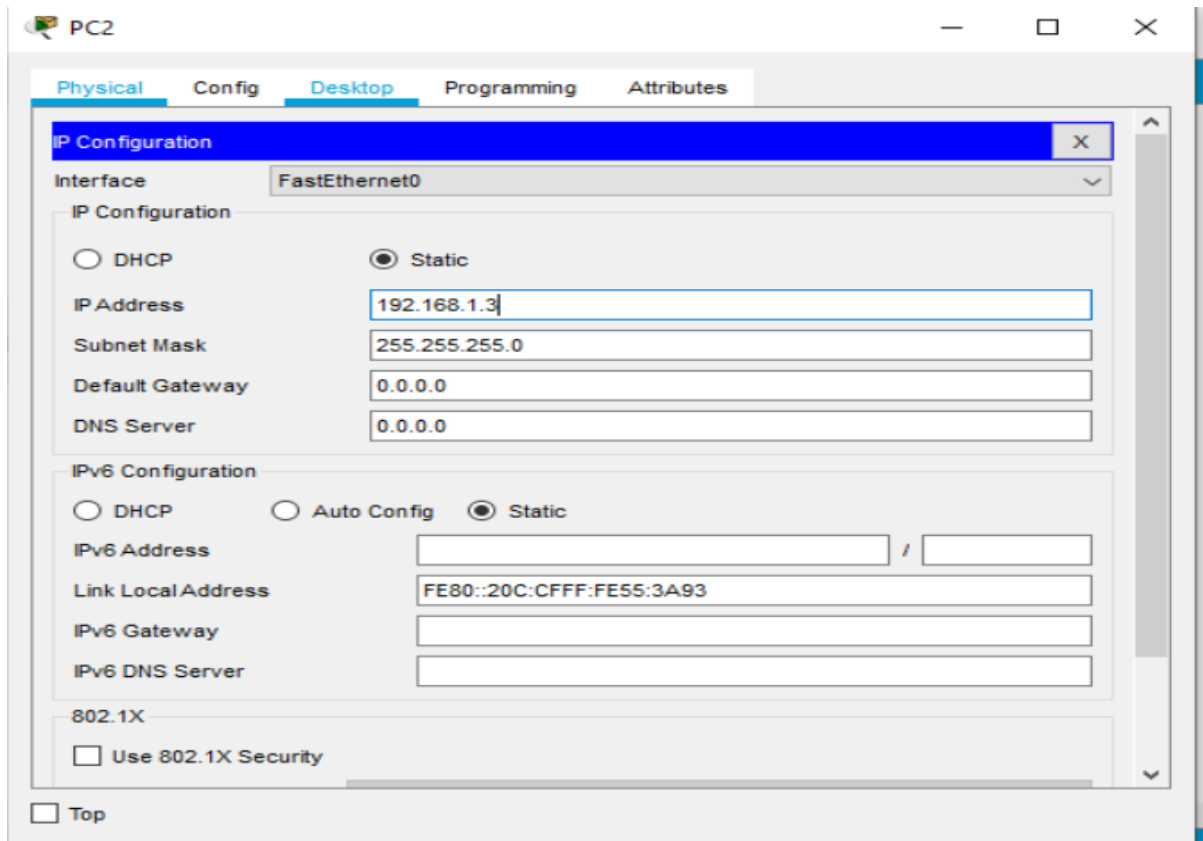 PC2
Physical Config Desktop Programming Attributes
IP Configuration X
Interface FastEthernet0
IP Configuration
DHCP Static
IP Address 192.168.1.3
Subnet Mask 255.255.255.0
Default Gateway 0.0.0.0
DNS Server 0.0.0.0
IPv6 Configuration
DHCP Auto Config Static
IPv6 Address /
Link Local Address FE80::20C:CFFF:FE55:3A93
IPv6 Gateway
IPv6 DNS Server
802.1X
Use 802.1X Security
Top